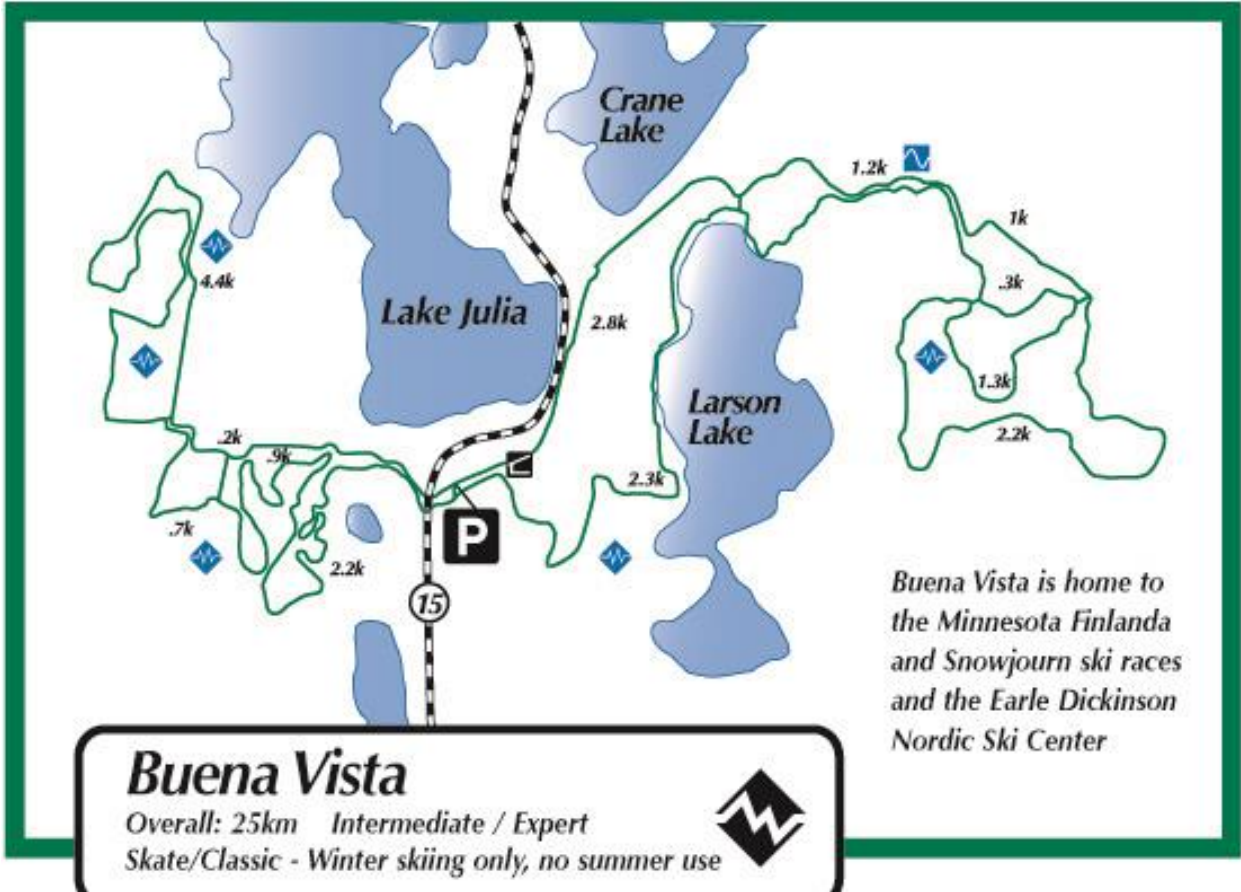 Crane
Lake
1.2k
1k
4.4k
.3k
Lake Julia
2.8k
1.3k
Larson
Lake
.2k
.9k
2.2k
2.3k
.7k
P
2.2k
15
Buena Vista is home to
the Minnesota Finlanda
and Snowjourn ski races
and the Earle Dickinson
Nordic Ski Center
Buena Vista
Overall: 25km Intermediate / Expert
Skate/Classic - Winter skiing only, no summer use